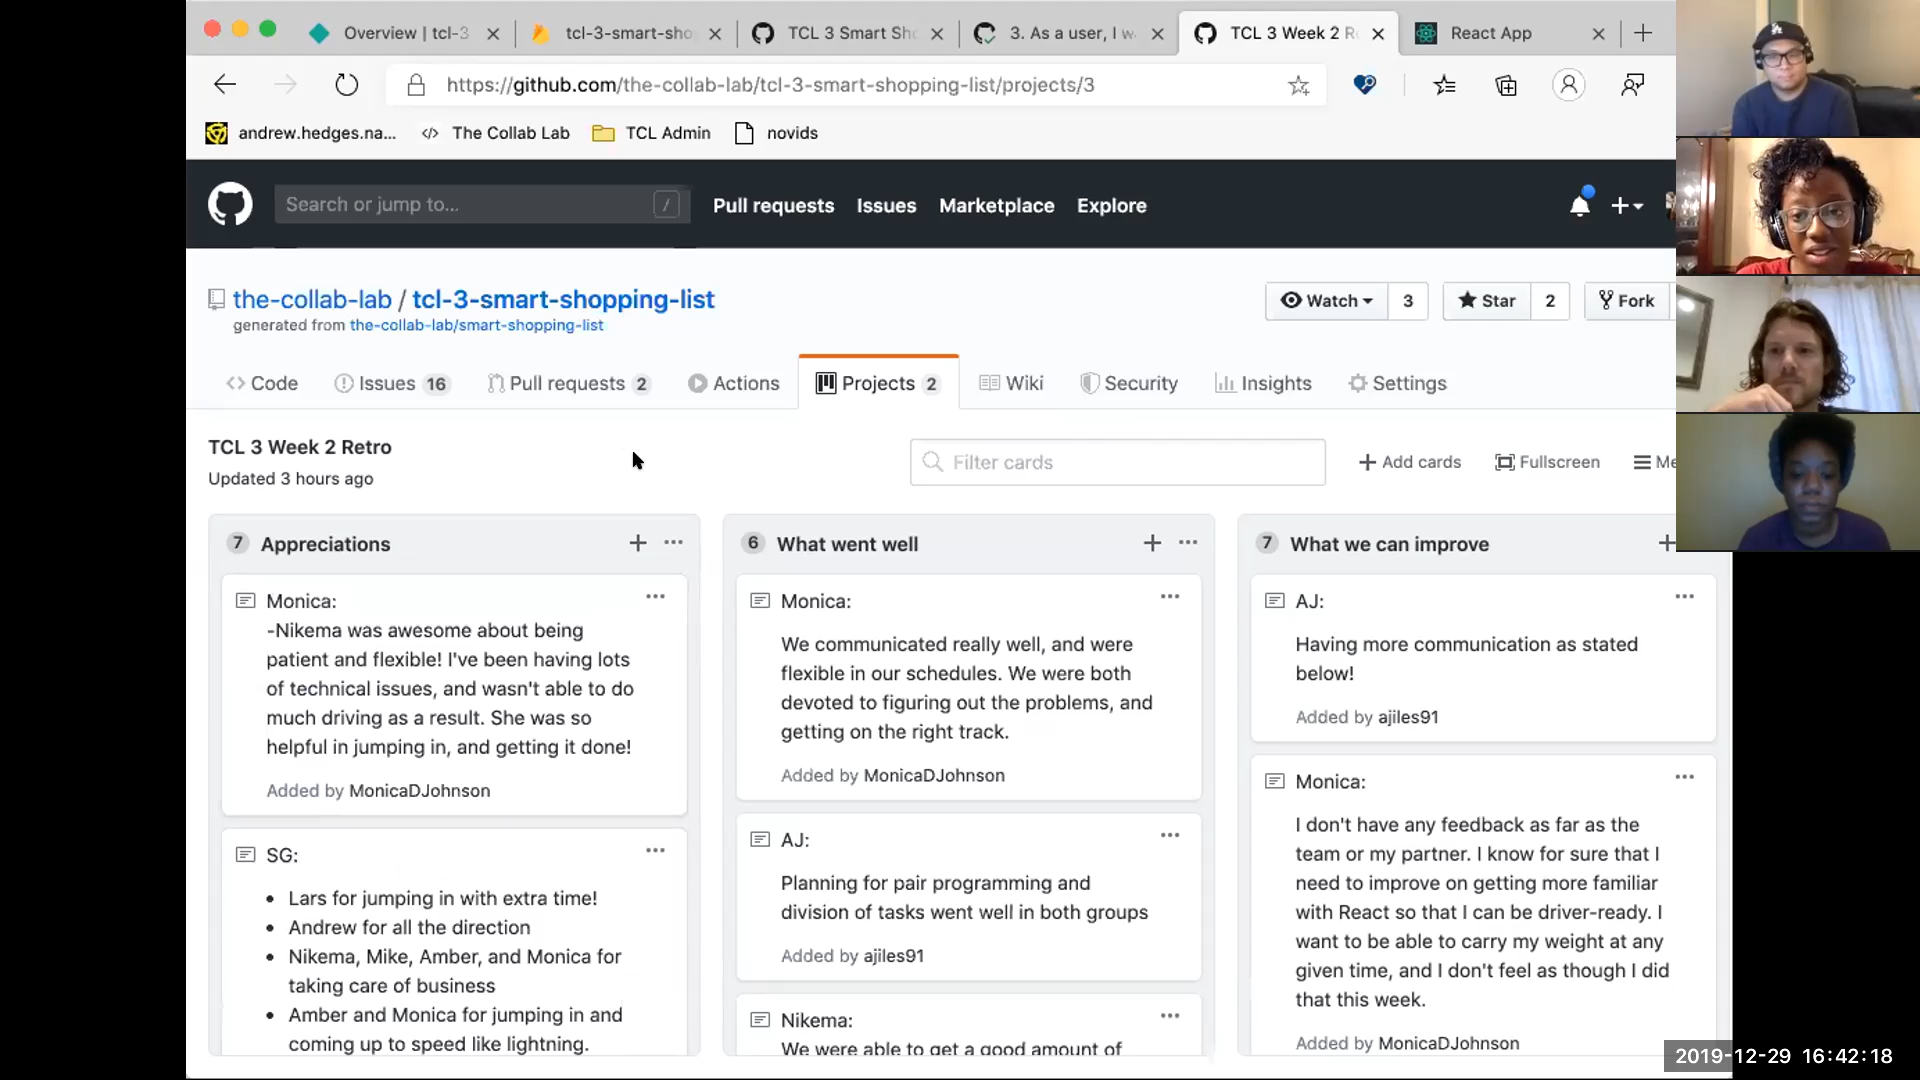 Overview | tcl-3
tcl-3-smart-sho
TCL 3 Smart Sh
3. As a user, I w
TCL 3 Week 2 R
React App
https://github.com/the-collab-lab/tcl-3-smart-shopping-list/projects/3
andrew.hedges.na...
The Collab Lab
TCL Admin
novids
Search or jump to...
/
Pull requests
Issues
Marketplace
Explore
the-collab-lab / tcl-3-smart-shopping-list
generated from the-collab-lab/smart-shopping-list
Watch
3
Star
2
Fork
Code
Issues 16
Pull requests 2
Actions
Projects 2
Wiki
Security
Insights
Settings
TCL 3 Week 2 Retro
Updated 3 hours ago
Filter cards
Add cards
Fullscreen
Me
7 Appreciations
Monica:
-Nikema was awesome about being
patient and flexible! I've been having lots
of technical issues, and wasn't able to do
much driving as a result. She was so
helpful in jumping in, and getting it done!
Added by MonicaDJohnson
SG:
• Lars for jumping in with extra time!
• Andrew for all the direction
• Nikema, Mike, Amber, and Monica for
taking care of business
• Amber and Monica for jumping in and
coming up to speed like lightning.
6 What went well
Monica:
We communicated really well, and were
flexible in our schedules. We were both
devoted to figuring out the problems, and
getting on the right track.
Added by MonicaDJohnson
AJ:
Planning for pair programming and
division of tasks went well in both groups
Added by ajiles91
Nikema:
We were able to get a good amount of
7 What we can improve
AJ:
Having more communication as stated
below!
Added by ajiles91
Monica:
I don't have any feedback as far as the
team or my partner. I know for sure that I
need to improve on getting more familiar
with React so that I can be driver-ready. I
want to be able to carry my weight at any
given time, and I don't feel as though I did
that this week.
Added by MonicaDJohnson
2019-12-29 16:42:18